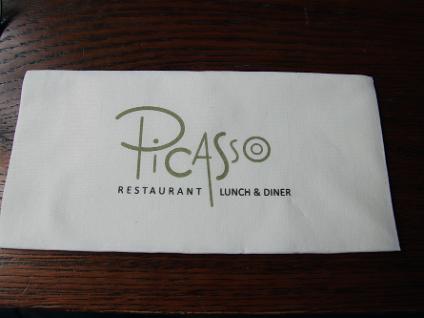 PiCASSO
RESTAURANT LUNCH & DINER